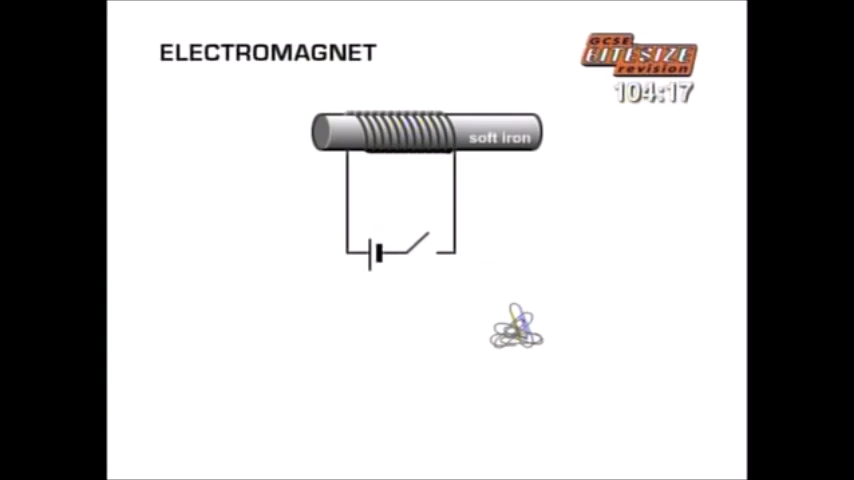 ELECTROMAGNET
GCSE
BITESIZE
revision
104:17
soft iron